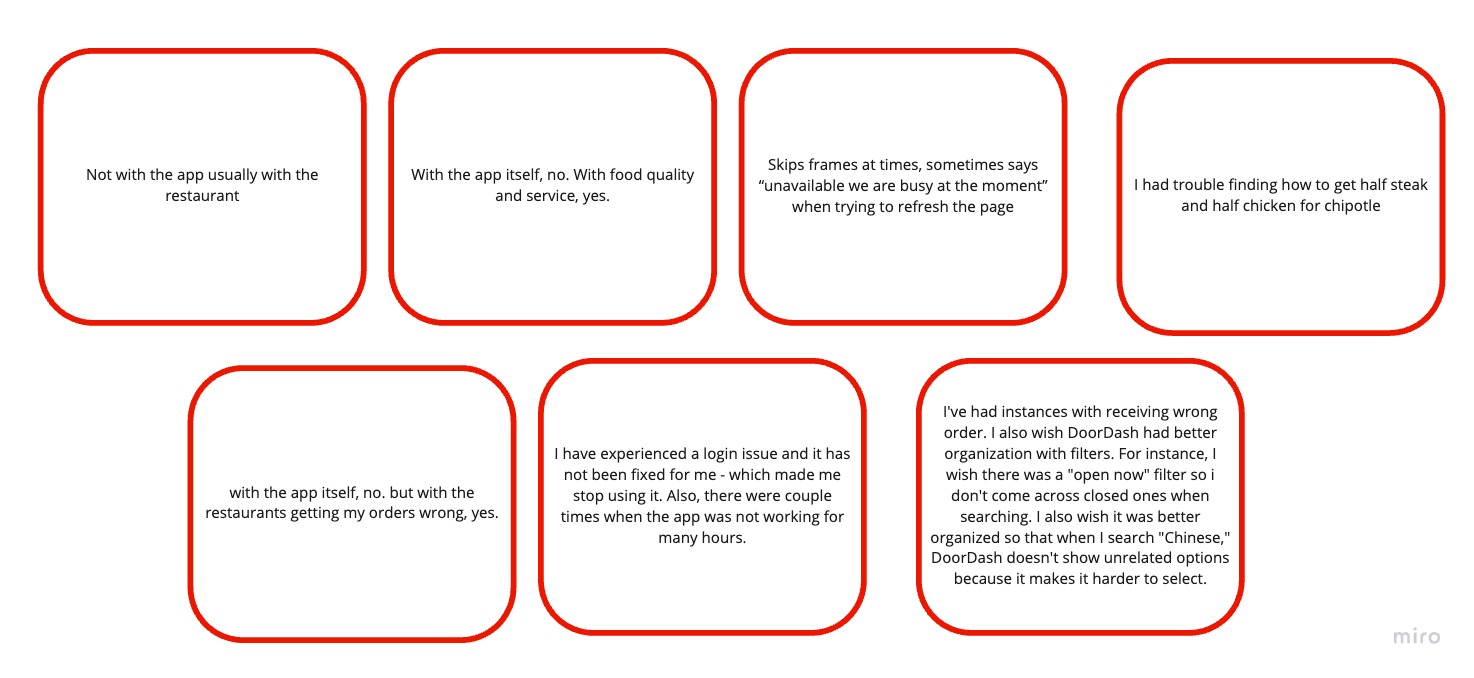 Not with the app usually with the
restaurant
With the app itself, no. With food quality
and service, yes.
Skips frames at times, sometimes says
“unavailable we are busy at the moment”
when trying to refresh the page
I had trouble finding how to get half steak
and half chicken for chipotle
with the app itself, no. but with the
restaurants getting my orders wrong, yes.
I have experienced a login issue and it has
not been fixed for me - which made me
stop using it. Also, there were couple
times when the app was not working for
many hours.
I've had instances with receiving wrong
order. I also wish DoorDash had better
organization with filters. For instance, I
wish there was a "open now" filter so i
don't come across closed ones when
searching. I also wish it was better
organized so that when I search "Chinese,"
DoorDash doesn't show unrelated options
because it makes it harder to select.
miro